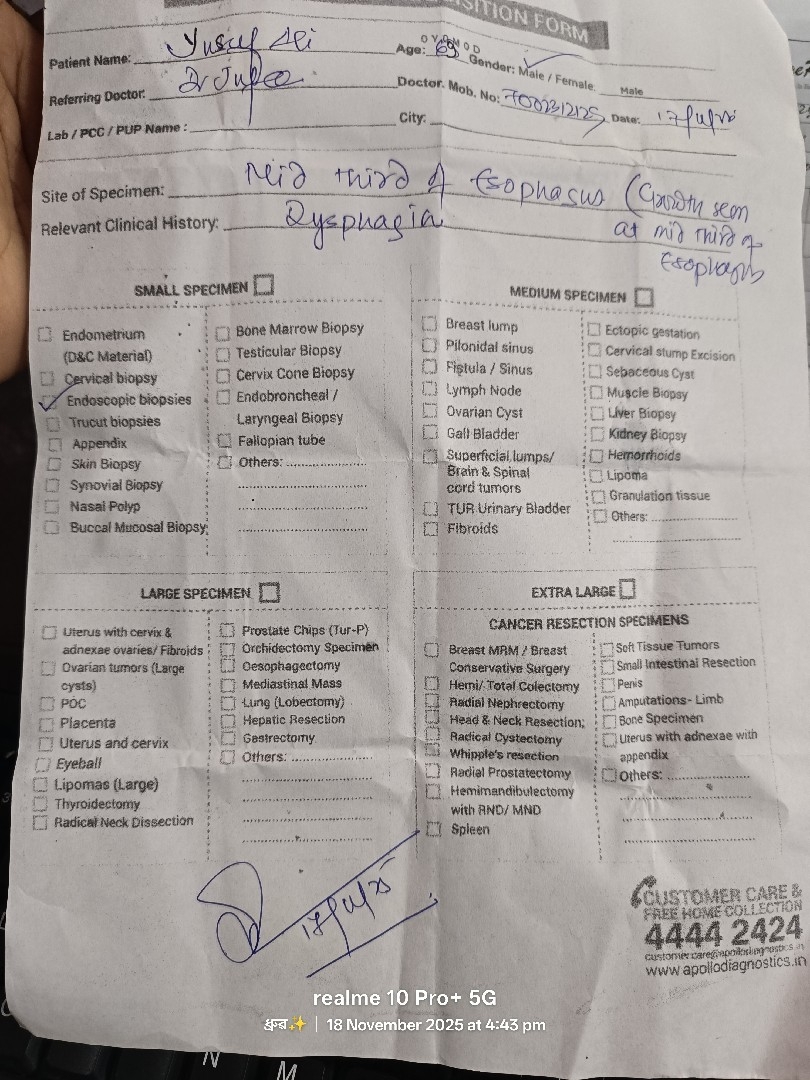 SITION FORM
Patient Name: Yusuf Ali Age: 69 Gender: Male / Female. Male
Referring Doctor: Dr Doctor. Mob. No: Date: 17/11/25
Lab / PCC / PUP Name : City:
Site of Specimen: Mid third of Esophagus (Growth seen
at mid third of
Esophagus
Relevant Clinical History: Dysphagia
SMALL SPECIMEN
Endometrium
(D&C Material)
Cervical biopsy
Endoscopic biopsies
Trucut biopsies
Appendix
Skin Biopsy
Synovial Biopsy
Nasal Polyp
Buccal Mucosal Biopsy
Bone Marrow Biopsy
Testicular Biopsy
Cervix Cone Biopsy
Endobroncheal /
Laryngeal Biopsy
Fallopian tube
Others:
MEDIUM SPECIMEN
Breast lump
Pilonidal sinus
Fistula / Sinus
Lymph Node
Ovarian Cyst
Gall Bladder
Superficial lumps/
Brain & Spinal
cord tumors
TUR Urinary Bladder
Fibroids
Ectopic gestation
Cervical stump Excision
Sebaceous Cyst
Muscle Biopsy
Liver Biopsy
Kidney Biopsy
Hemorrhoids
Lipoma
Granulation tissue
Others:
LARGE SPECIMEN
Uterus with cervix &
adnexae ovaries/ Fibroids
Ovarian tumors (Large
cysts)
POC
Placenta
Uterus and cervix
Eyeball
Lipomas (Large)
Thyroidectomy
Radical Neck Dissection
Prostate Chips (Tur-P)
Orchidectomy Specimen
Oesophagectomy
Mediastinal Mass
Lung (Lobectomy)
Hepatic Resection
Gastrectomy
Others:
EXTRA LARGE
CANCER RESECTION SPECIMENS
Breast MRM / Breast
Conservative Surgery
Hemi/ Total Colectomy
Radial Nephrectomy
Head & Neck Resection;
Radical Cystectomy
Whipple's resection
Radial Prostatectomy
Hemimandibulectomy
with RND/ MND
Spleen
Soft Tissue Tumors
Small Intestinal Resection
Penis
Amputations- Limb
Bone Specimen
Uterus with adnexae with
appendix
Others:
17/11/25
CUSTOMER CARE &
FREE HOME COLLECTION
4444 2424
customer.care@apollodiagnostics.in
www.apollodiagnostics.in
realme 10 Pro+ 5G
ধ্রুব✨ | 18 November 2025 at 4:43 pm
N
M